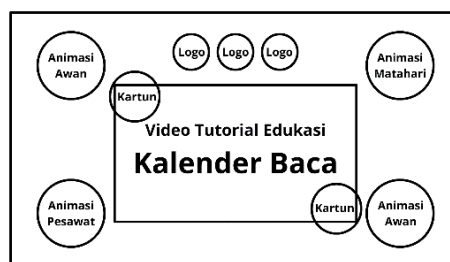 Logo Logo Logo
Animasi
Awan
Animasi
Matahari
Kartun
Video Tutorial Edukasi
Kalender Baca
Animasi
Pesawat
Kartun
Animasi
Awan